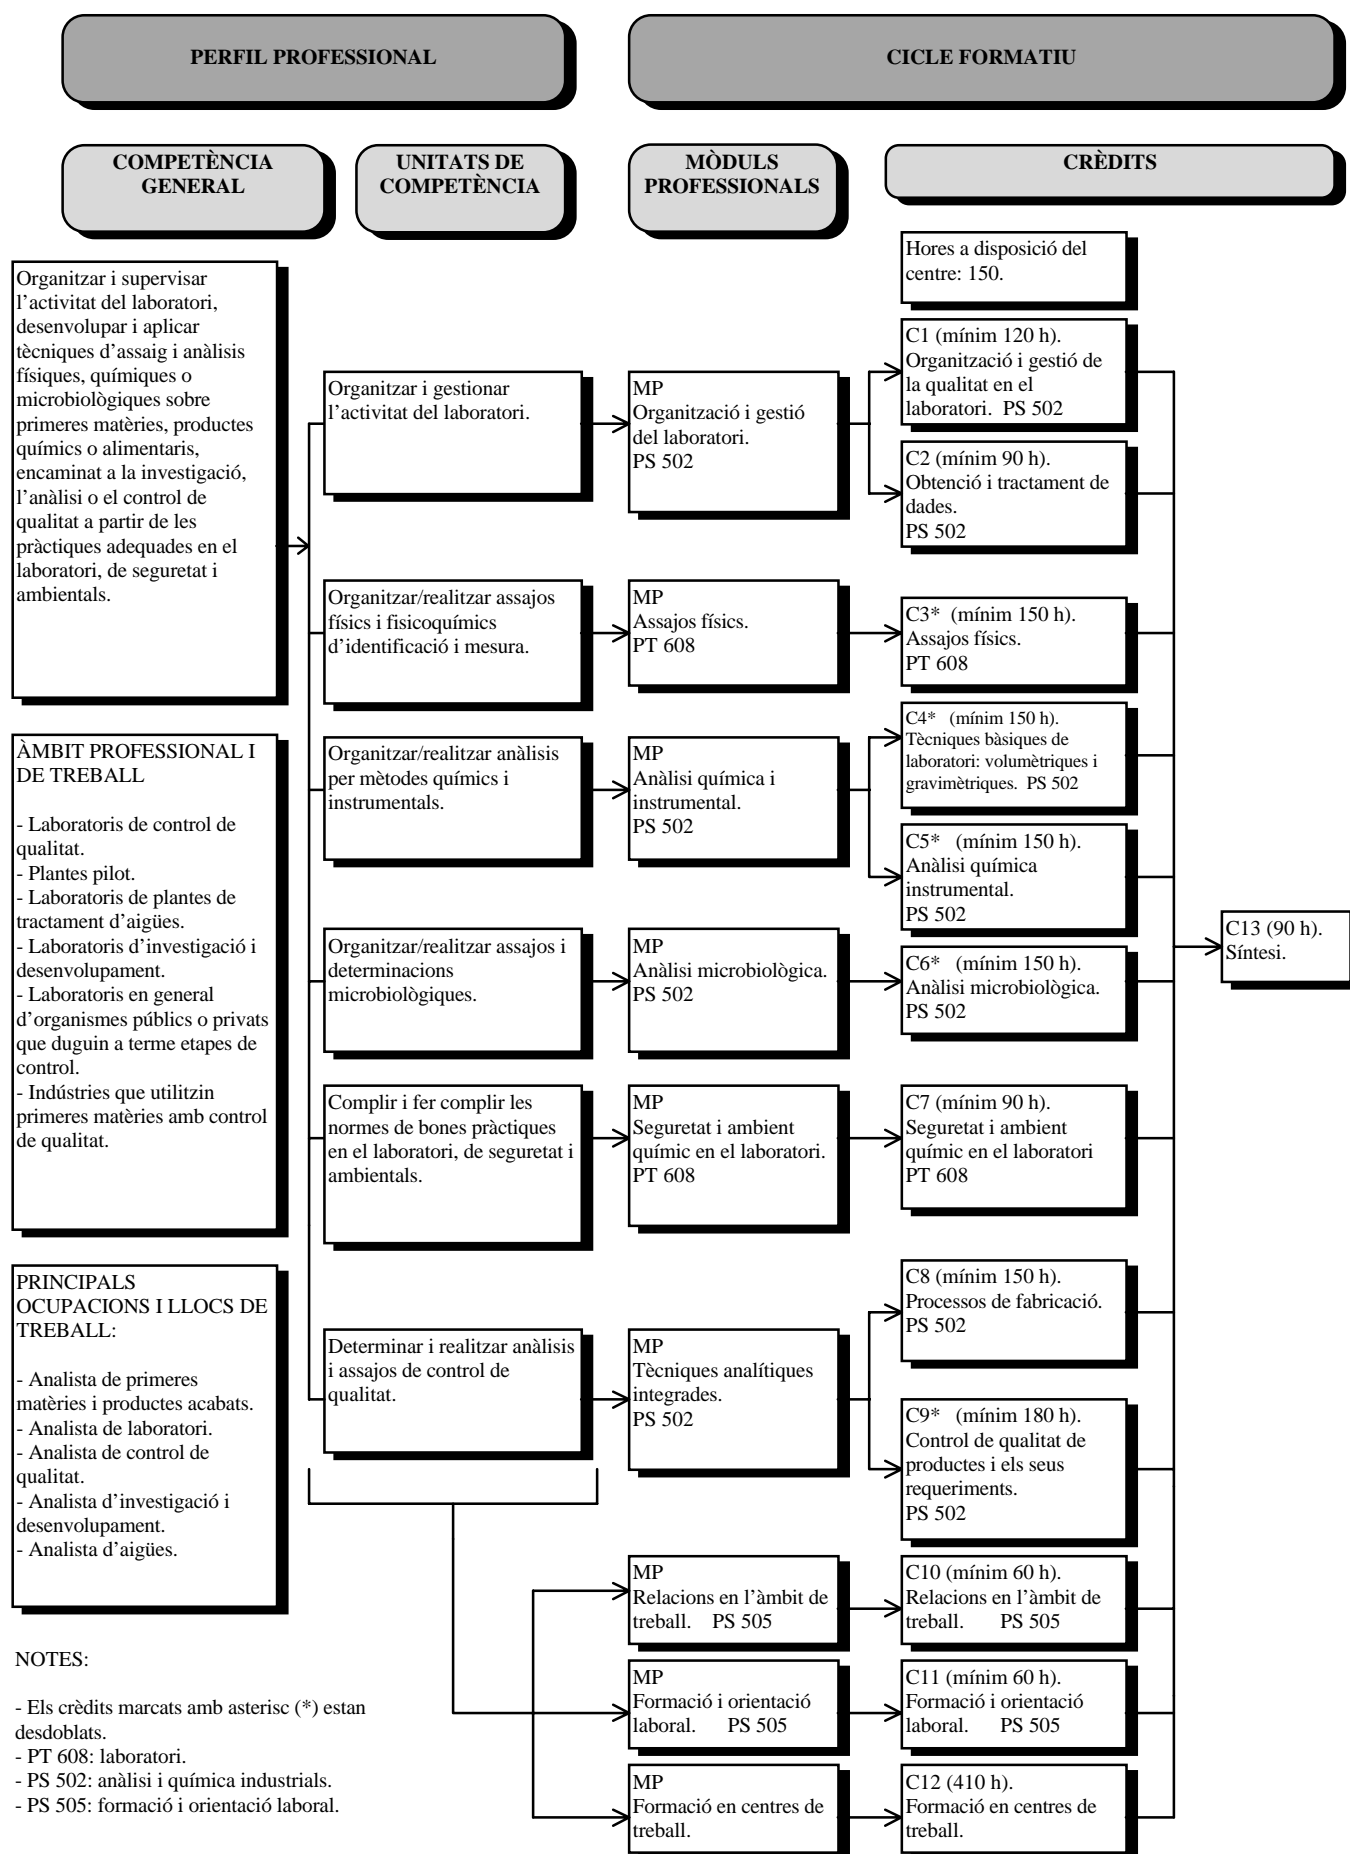 PERFIL PROFESSIONAL
CICLE FORMATIU
COMPETÈNCIA
GENERAL
UNITATS DE
COMPETÈNCIA
MÒDULS
PROFESSIONALS
CRÈDITS
Organitzar i supervisar
l’activitat del laboratori,
desenvolupar i aplicar
tècniques d’assaig i anàlisis
físiques, químiques o
microbiològiques sobre
primeres matèries, productes
químics o alimentaris,
encaminat a la investigació,
l’anàlisi o el control de
qualitat a partir de les
pràctiques adequades en el
laboratori, de seguretat i
ambientals.
ÀMBIT PROFESSIONAL I
DE TREBALL
- Laboratoris de control de
qualitat.
- Plantes pilot.
- Laboratoris de plantes de
tractament d’aigües.
- Laboratoris d’investigació i
desenvolupament.
- Laboratoris en general
d’organismes públics o privats
que duguin a terme etapes de
control.
- Indústries que utilitzin
primeres matèries amb control
de qualitat.
PRINCIPALS
OCUPACIONS I LLOCS DE
TREBALL:
- Analista de primeres
matèries i productes acabats.
- Analista de laboratori.
- Analista de control de
qualitat.
- Analista d’investigació i
desenvolupament.
- Analista d’aigües.
NOTES:
- Els crèdits marcats amb asterisc (*) estan
desdoblats.
- PT 608: laboratori.
- PS 502: anàlisi i química industrials.
- PS 505: formació i orientació laboral.
Organitzar i gestionar
l’activitat del laboratori.
Organitzar/realitzar assajos
físics i fisicoquímics
d’identificació i mesura.
Organitzar/realitzar anàlisis
per mètodes químics i
instrumentals.
Organitzar/realitzar assajos i
determinacions
microbiològiques.
Complir i fer complir les
normes de bones pràctiques
en el laboratori, de seguretat i
ambientals.
Determinar i realitzar anàlisis
i assajos de control de
qualitat.
MP
Organització i gestió
del laboratori.
PS 502
MP
Assajos físics.
PT 608
MP
Anàlisi química i
instrumental.
PS 502
MP
Anàlisi microbiològica.
PS 502
MP
Seguretat i ambient
químic en el laboratori.
PT 608
MP
Tècniques analítiques
integrades.
PS 502
MP
Relacions en l’àmbit de
treball. PS 505
MP
Formació i orientació
laboral. PS 505
MP
Formació en centres de
treball.
Hores a disposició del
centre: 150.
C1 (mínim 120 h).
Organització i gestió de
la qualitat en el
laboratori. PS 502
C2 (mínim 90 h).
Obtenció i tractament de
dades.
PS 502
C3* (mínim 150 h).
Assajos físics.
PT 608
C4* (mínim 150 h).
Tècniques bàsiques de
laboratori: volumètriques i
gravimètriques. PS 502
C5* (mínim 150 h).
Anàlisi química
instrumental.
PS 502
C6* (mínim 150 h).
Anàlisi microbiològica.
PS 502
C7 (mínim 90 h).
Seguretat i ambient
químic en el laboratori
PT 608
C8 (mínim 150 h).
Processos de fabricació.
PS 502
C9* (mínim 180 h).
Control de qualitat de
productes i els seus
requeriments.
PS 502
C10 (mínim 60 h).
Relacions en l’àmbit de
treball. PS 505
C11 (mínim 60 h).
Formació i orientació
laboral. PS 505
C12 (410 h).
Formació en centres de
treball.
C13 (90 h).
Síntesi.